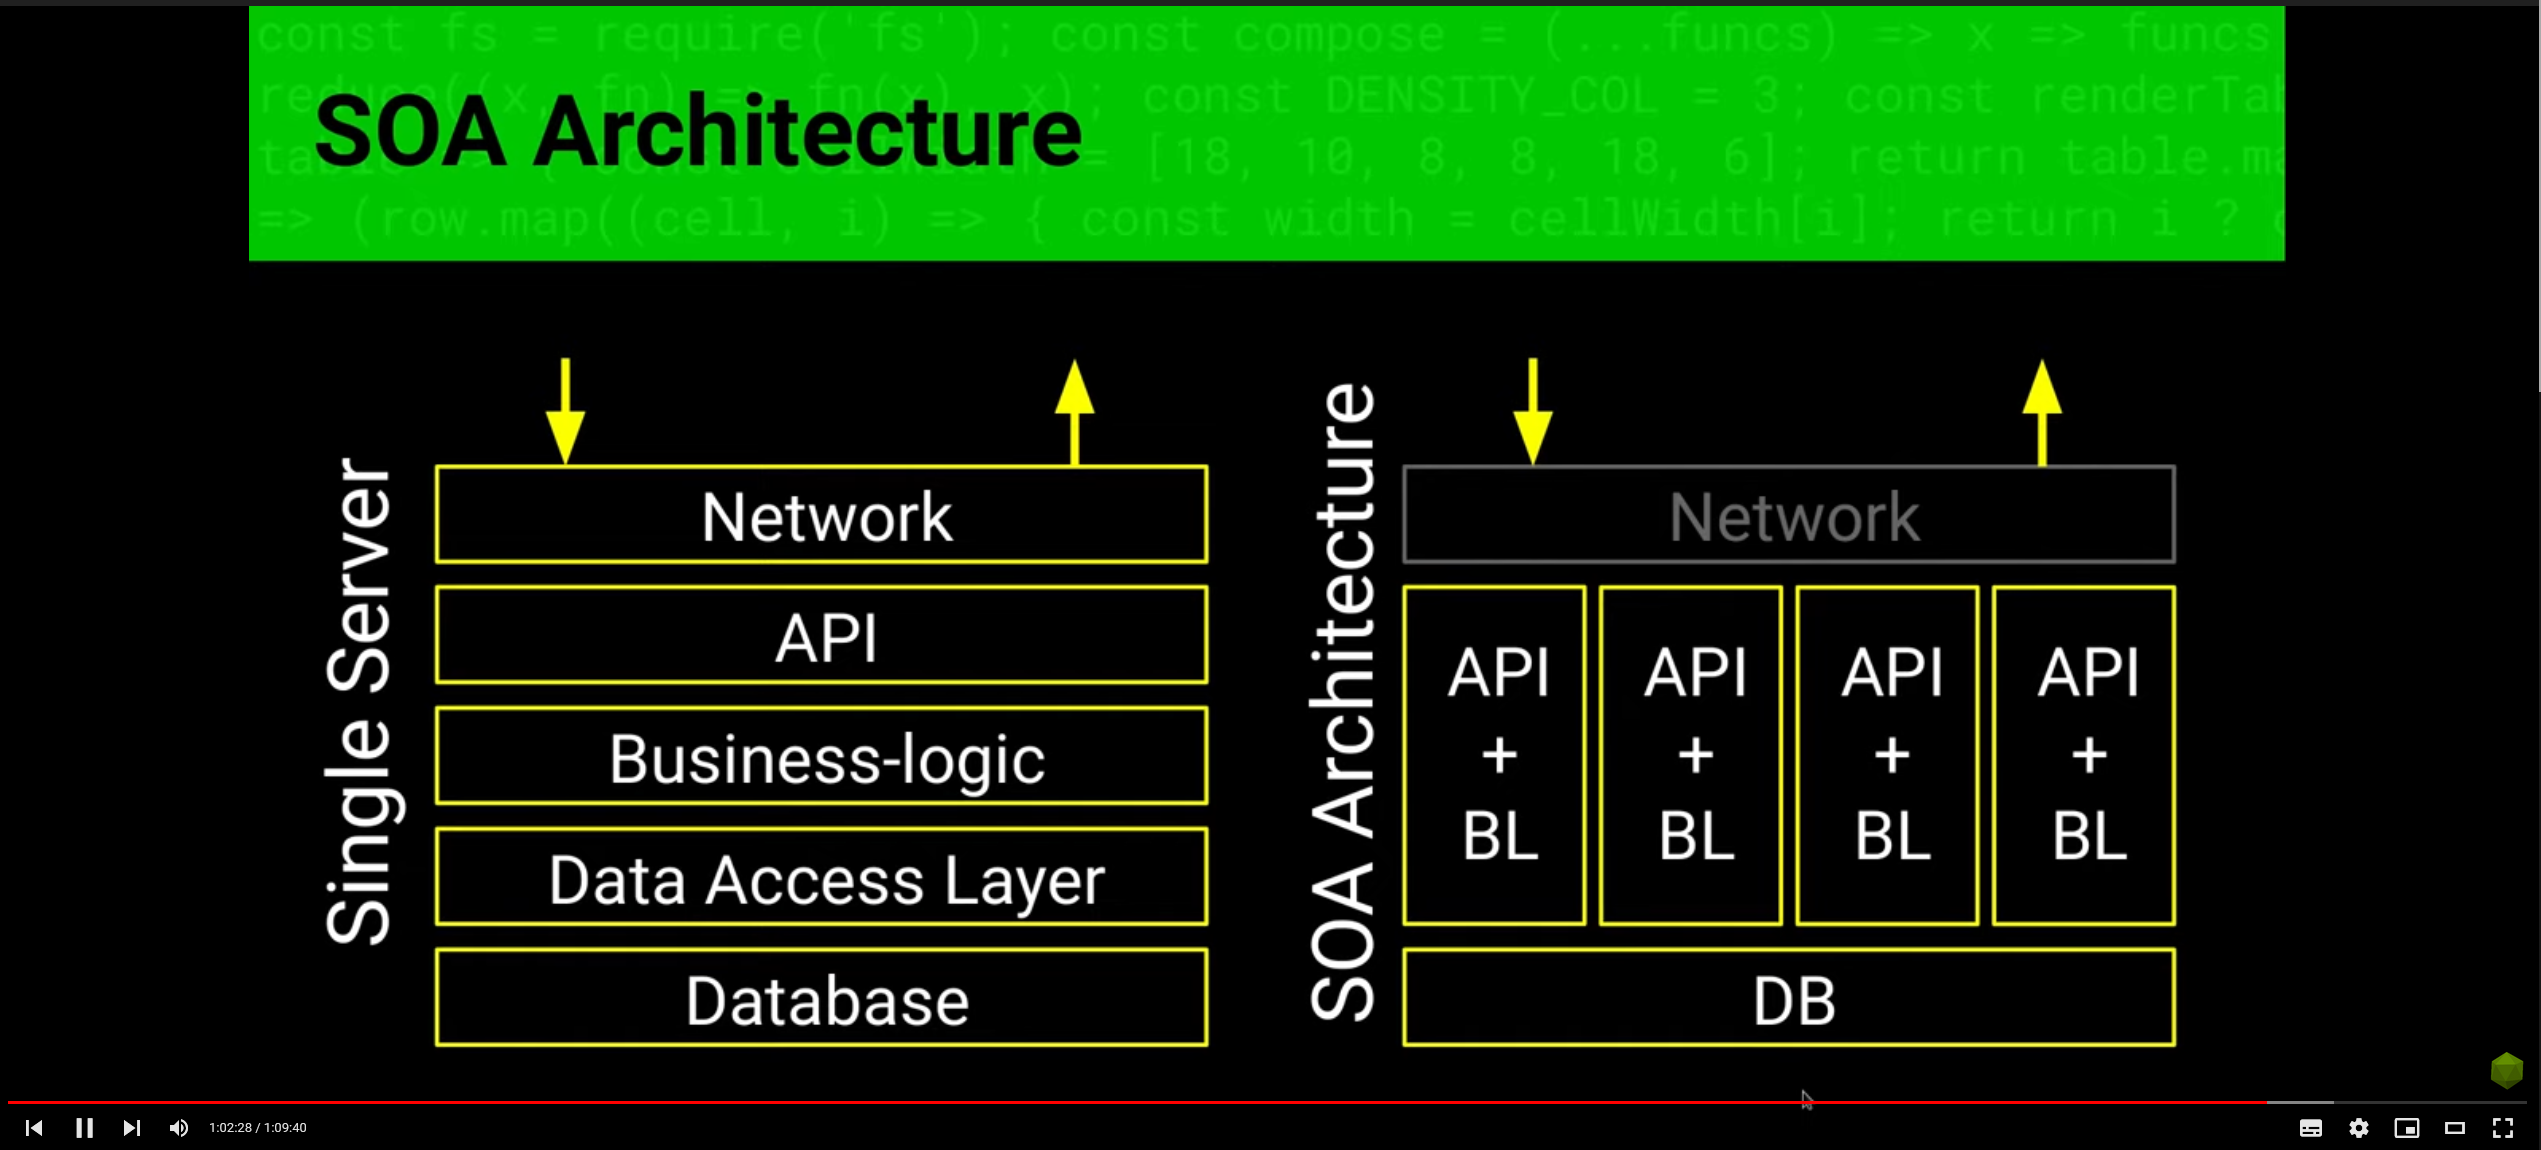 const fs = require('fs'); const compose = (...funcs) => x => funcs
reduce((x, fn) => fn(x), x); const DENSITY_COL = 3; const renderTab
SOA Architecture
= [18, 10, 8, 8, 18, 6]; return table.ma
=> (row.map((cell, i) => { const width = cellWidth[i]; return i ? c
Single Server
Network
API
Business-logic
Data Access Layer
Database
SOA Architecture
Network
API
+
BL
API
+
BL
API
+
BL
API
+
BL
DB
1:02:28 / 1:09:40